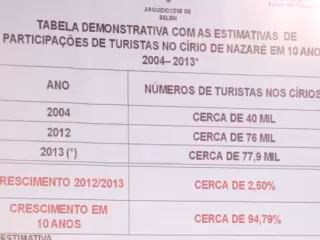 ARQUIDIOCESE DE
BELÉM
TABELA DEMONSTRATIVA COM AS ESTIMATIVAS DE
PARTICIPAÇÕES DE TURISTAS NO CÍRIO DE NAZARÉ EM 10 ANO
2004– 2013*
ANO NÚMEROS DE TURISTAS NOS CÍRIOS
2004 CERCA DE 40 MIL
2012 CERCA DE 76 MIL
2013 (*) CERCA DE 77,9 MIL
RESCIMENTO 2012/2013 CERCA DE 2,50%
CRESCIMENTO EM
10 ANOS CERCA DE 94,79%
ESTIMATIVA